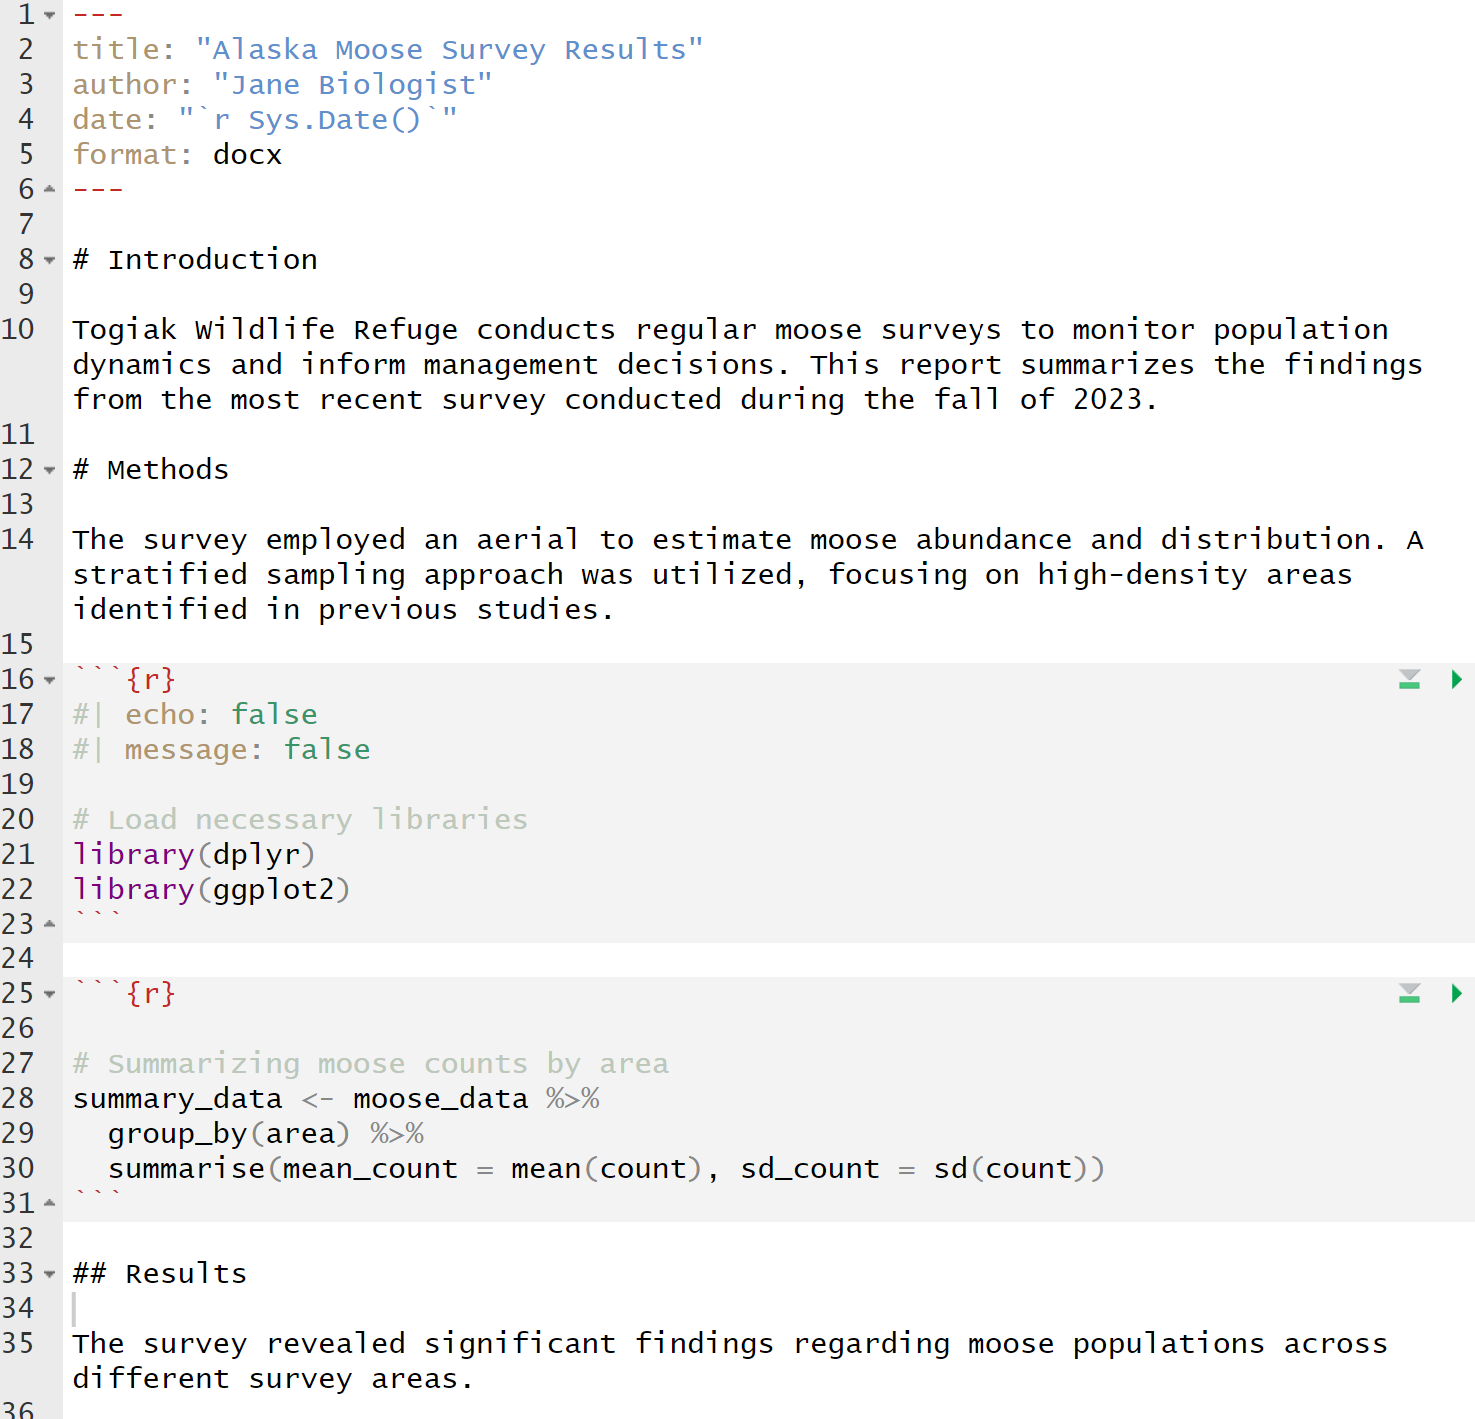 1 ---
2 title: "Alaska Moose Survey Results"
3 author: "Jane Biologist"
4 date: "`r Sys.Date()`"
5 format: docx
6 ---
7
8 # Introduction
9
10 Togiak Wildlife Refuge conducts regular moose surveys to monitor population
dynamics and inform management decisions. This report summarizes the findings
from the most recent survey conducted during the fall of 2023.
11
12 # Methods
13
14 The survey employed an aerial to estimate moose abundance and distribution. A
stratified sampling approach was utilized, focusing on high-density areas
identified in previous studies.
15
16 ```{r}
17 #| echo: false
18 #| message: false
19
20 # Load necessary libraries
21 library(dplyr)
22 library(ggplot2)
23 ```
24
25 ```{r}
26
27 # Summarizing moose counts by area
28 summary_data <- moose_data %>%
29   group_by(area) %>%
30   summarise(mean_count = mean(count), sd_count = sd(count))
31 ```
32
33 ## Results
34
35 The survey revealed significant findings regarding moose populations across
different survey areas.
36